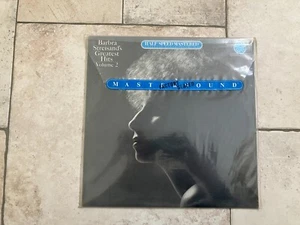 Barbra
Streisand's
Greatest
Hits
Volume 2
HALF-SPEED MASTERED
MASTERSOUND